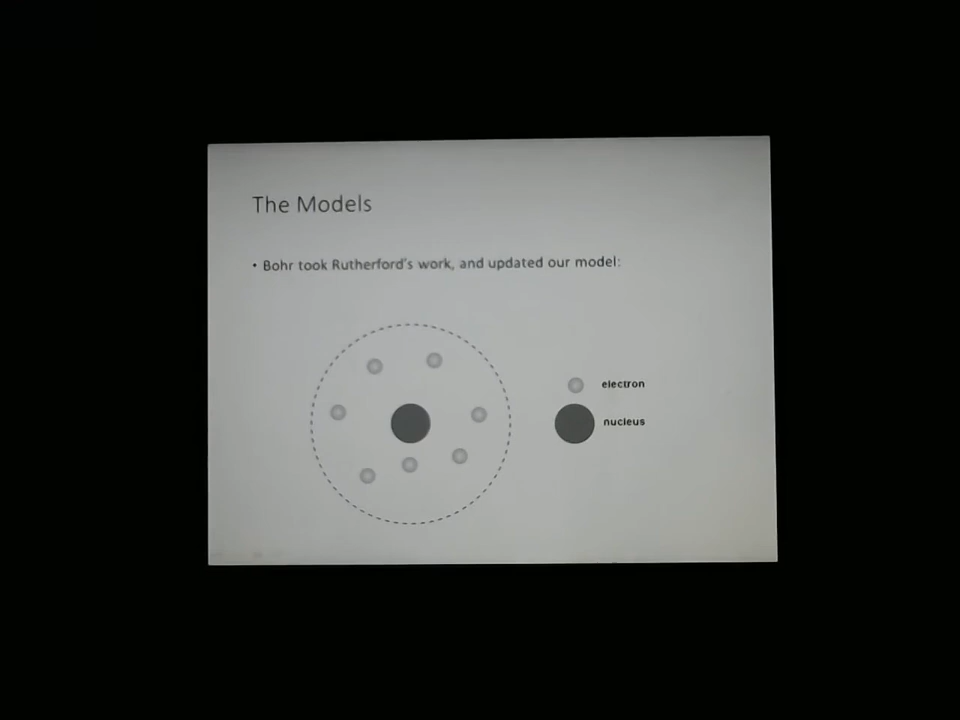 The Models
• Bohr took Rutherford's work, and updated our model:
electron
nucleus